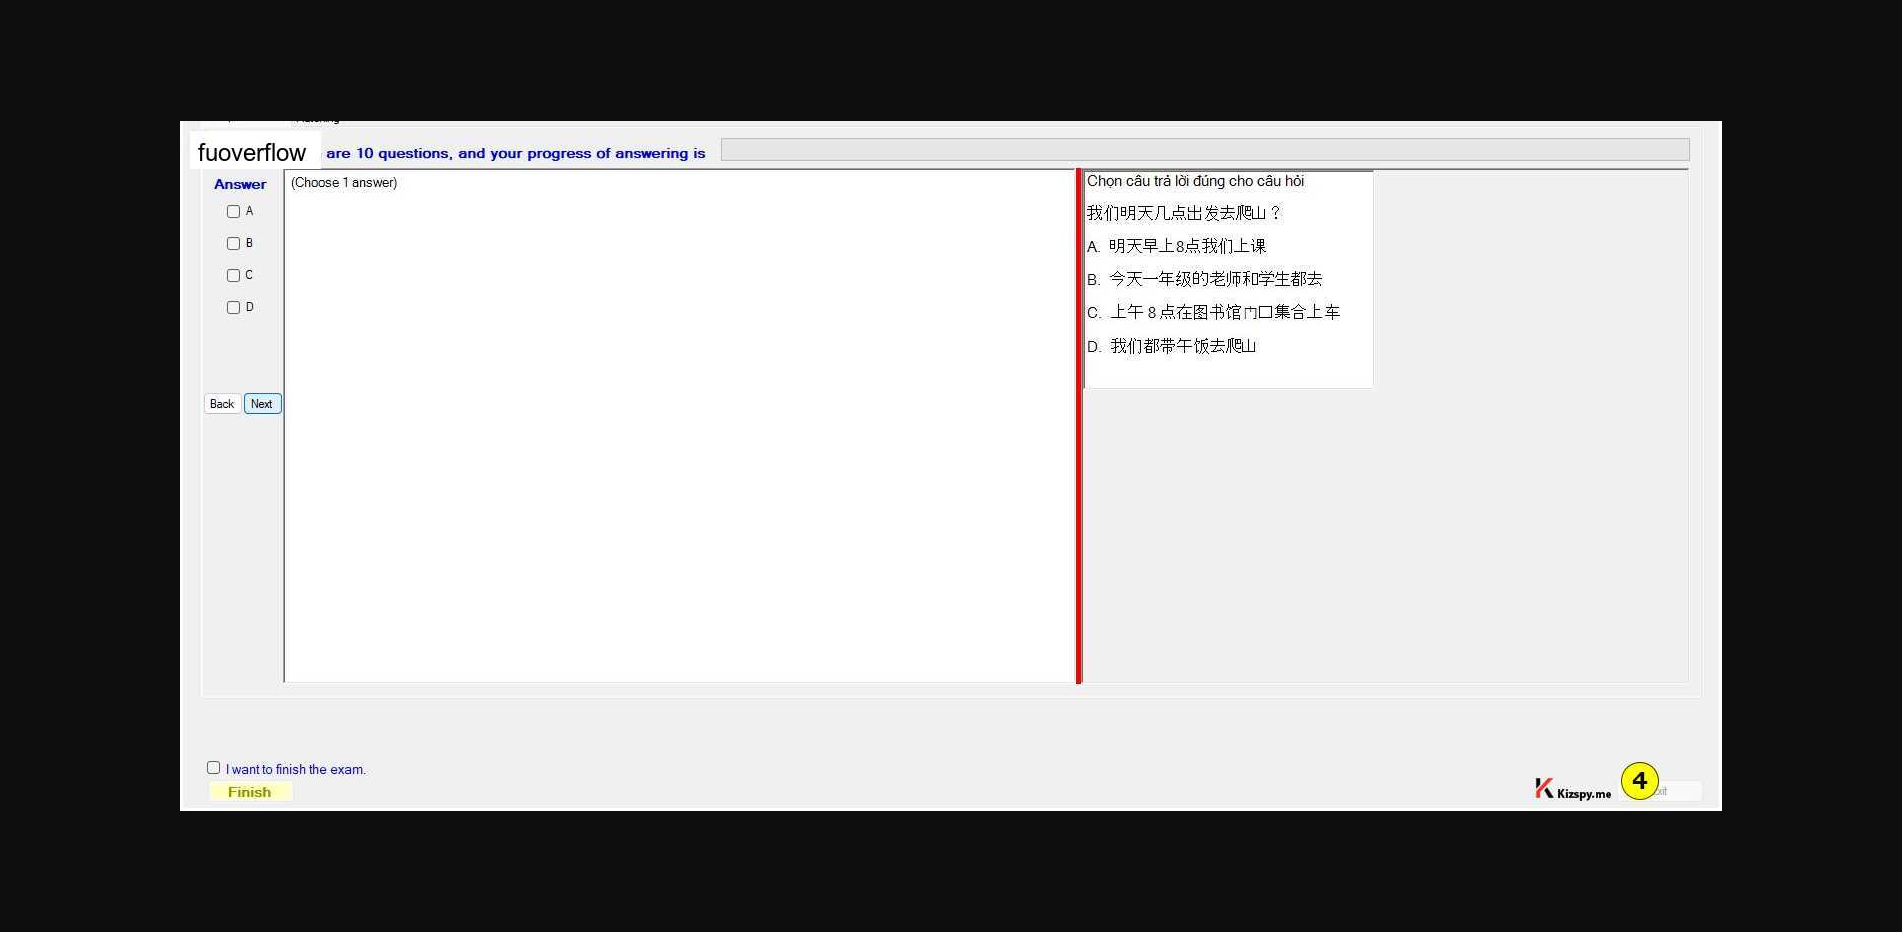 fuoverflow are 10 questions, and your progress of answering is
Answer
(Choose 1 answer)
A
B
C
D
Back Next
Chọn câu trả lời đúng cho câu hỏi
我们明天几点出发去爬山？
A. 明天早上8点我们上课
B. 今天一年级的老师和学生都去
C. 上午 8 点在图书馆门口集合上车
D. 我们都带午饭去爬山
I want to finish the exam.
Finish
Kizspy.me
4